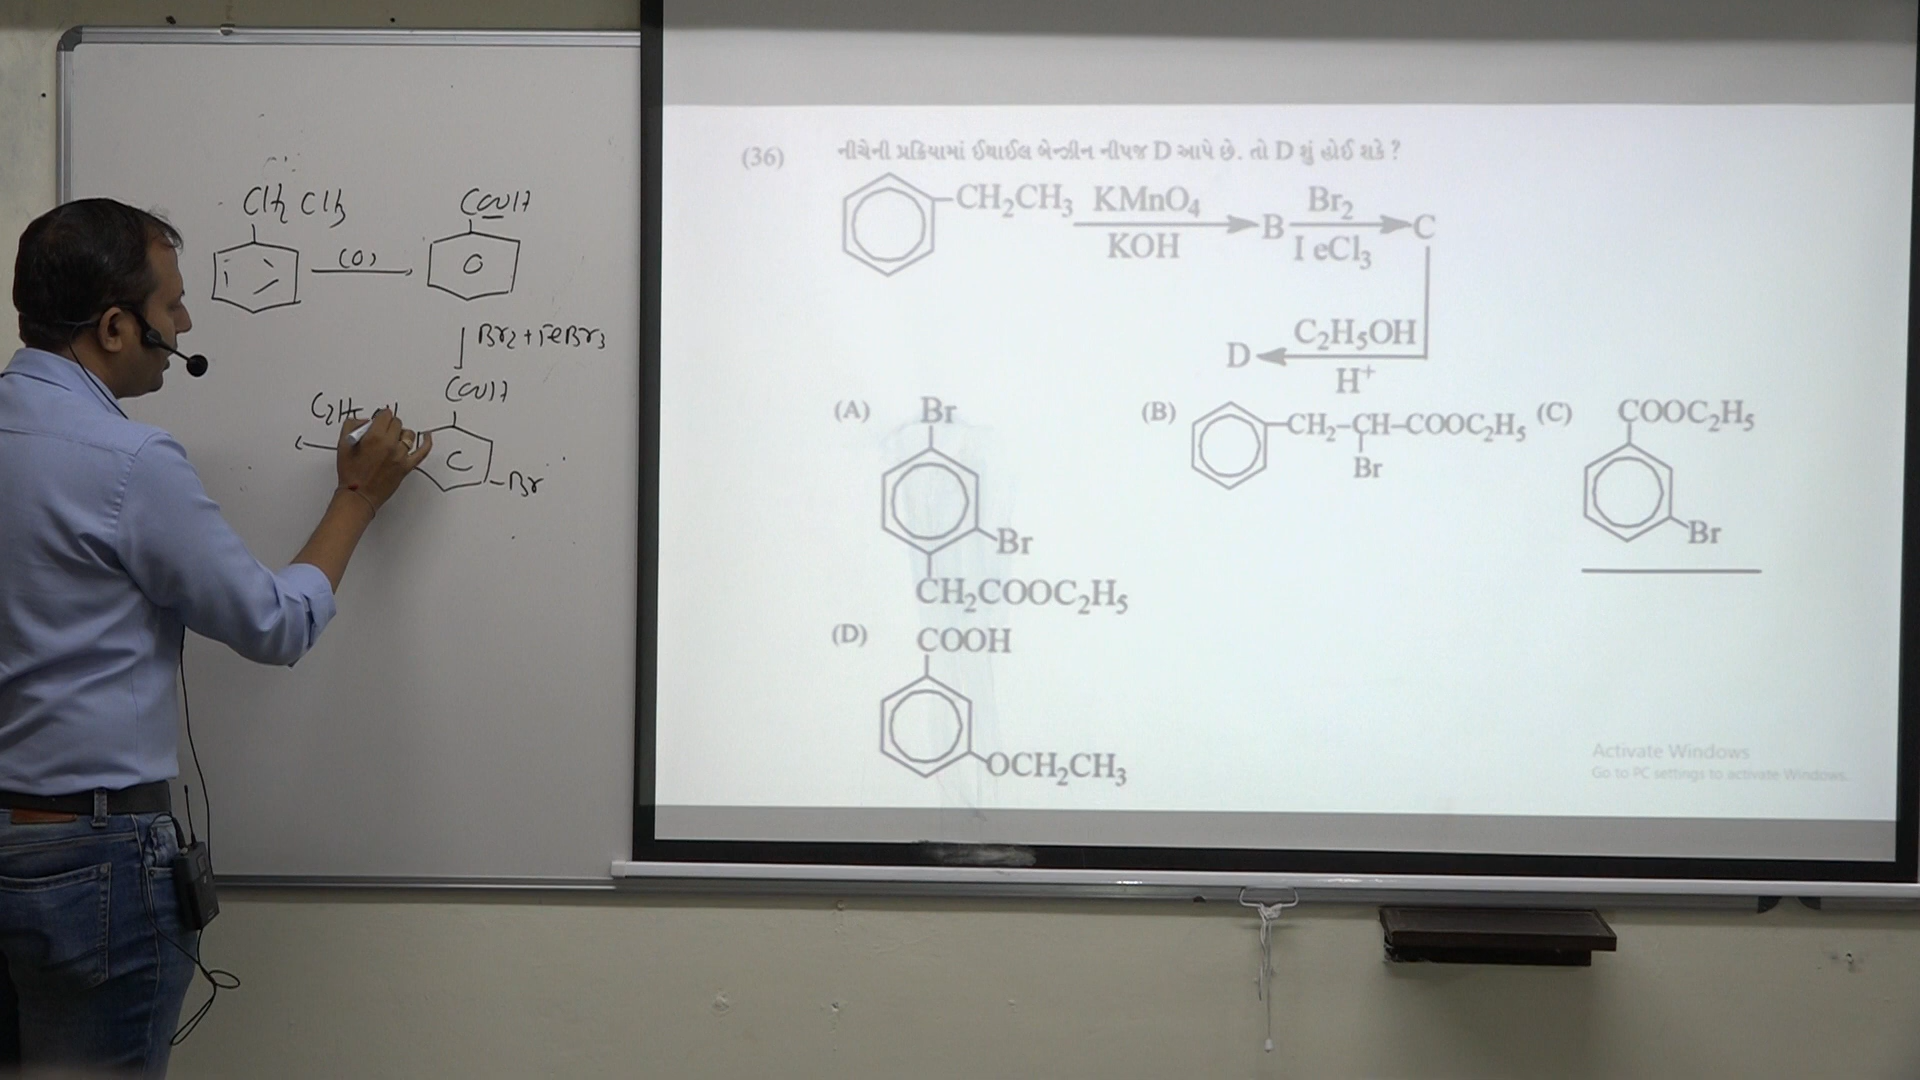 CH2 CH3
COOH
(O)
Br2 + FeBr3
COOH
C
Br
(36) નીચેની પ્રક્રિયામાં ઈથાઈલ બેન્ઝીન નીપજ D આપે છે. તો D શું હોઈ શકે ?
CH₂CH₃ KMnO₄ KOH B Br₂ I eCl₃ C
C₂H₅OH
D
H⁺
(A) Br
Br
CH₂COOC₂H₅
(B) CH₂–CH–COOC₂H₅
Br
(C) COOC₂H₅
Br
(D) COOH
OCH₂CH₃
Activate Windows
Go to PC settings to activate Windows.